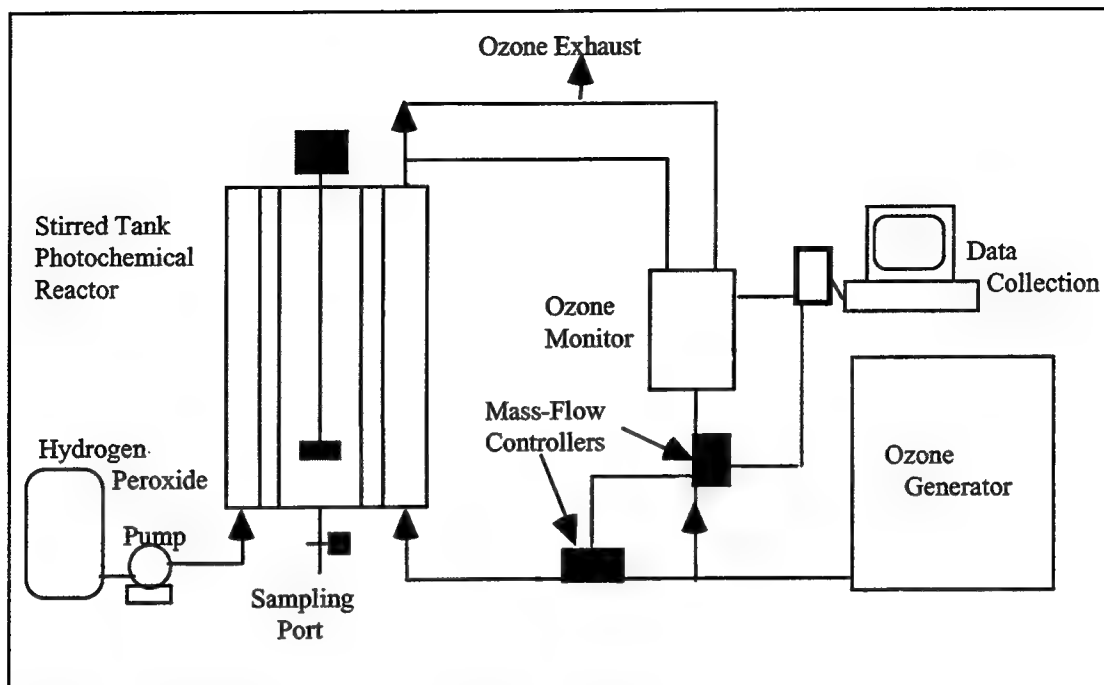 Ozone Exhaust
Stirred Tank
Photochemical
Reactor
Data
Collection
Ozone
Monitor
Mass-Flow
Controllers
Hydrogen
Peroxide
Pump
Ozone
Generator
Sampling
Port